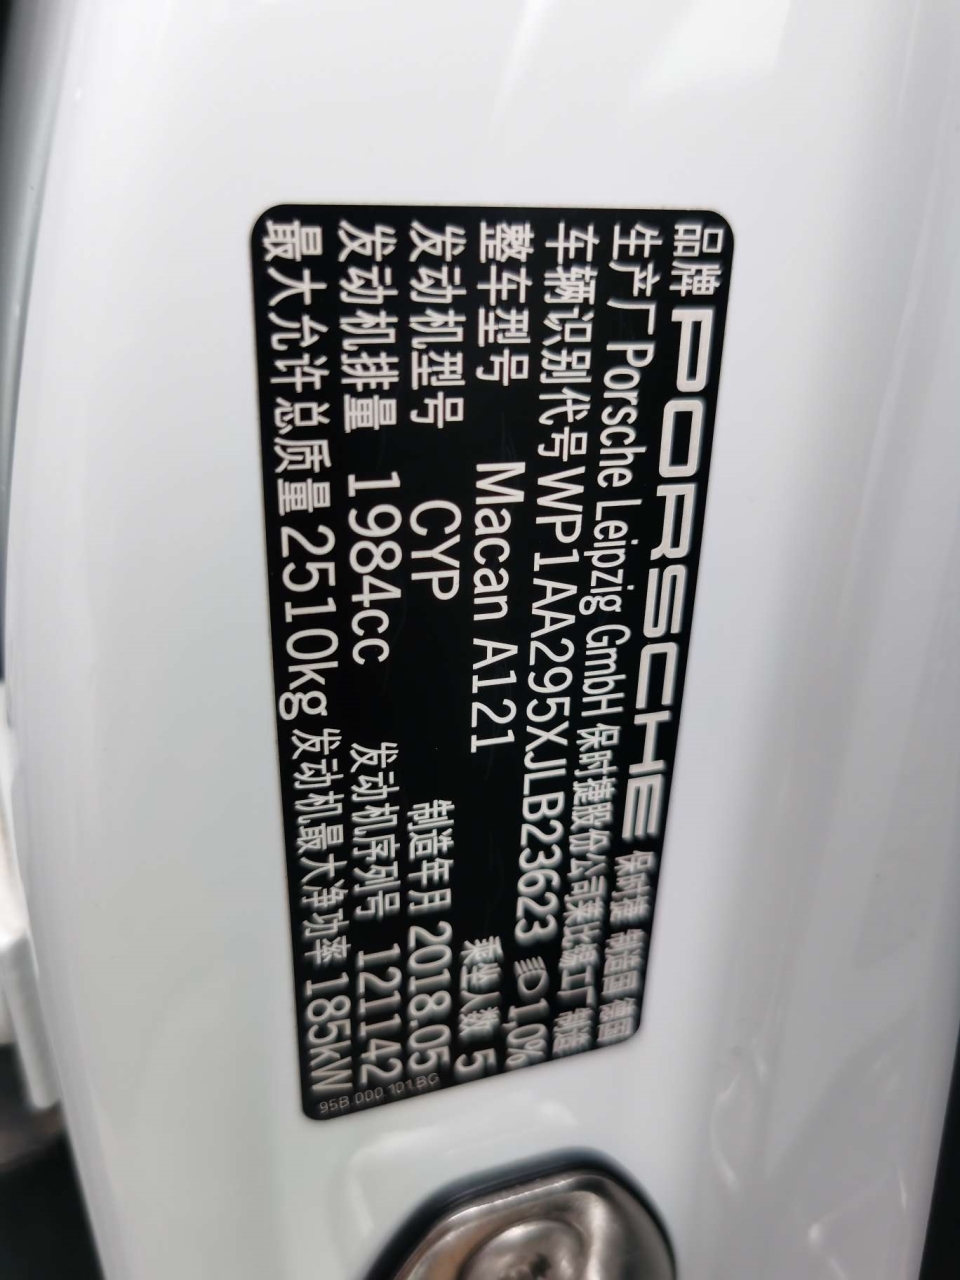 品牌 PORSCHE 保时捷 制造国 德国
生产厂 Porsche Leipzig GmbH 保时捷股份公司莱比锡工厂 制造
车辆识别代号 WP1AA295XJLB23623 1,0%
整车型号 Macan A121 乘坐人数 5
发动机型号 CYP 制造年月 2018.05
发动机排量 1984cc 发动机序列号 121142
最大允许总质量 2510kg 发动机最大净功率 185kW
95B.000.101.BG